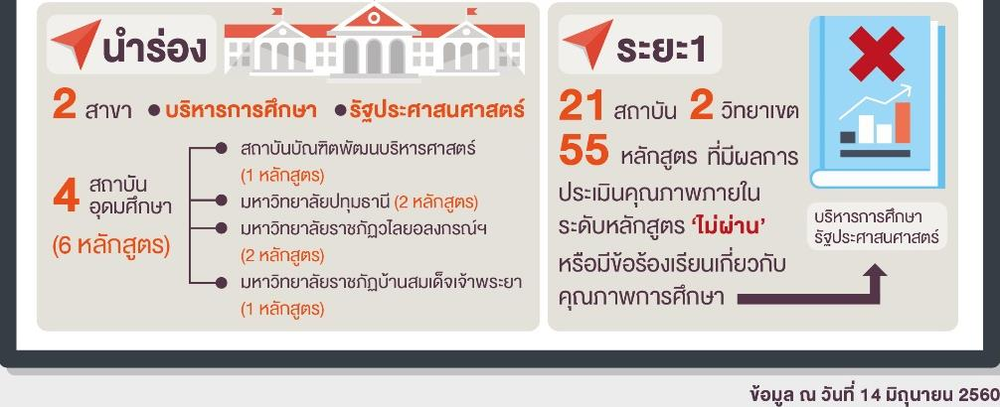 นำร่อง
2 สาขา ●บริหารการศึกษา ●รัฐประศาสนศาสตร์
4 สถาบัน
อุดมศึกษา
(6 หลักสูตร)
สถาบันบัณฑิตพัฒนบริหารศาสตร์
(1 หลักสูตร)
มหาวิทยาลัยปทุมธานี (2 หลักสูตร)
มหาวิทยาลัยราชภัฏวไลยอลงกรณ์ฯ
(2 หลักสูตร)
มหาวิทยาลัยราชภัฏบ้านสมเด็จเจ้าพระยา
(1 หลักสูตร)
ระยะ1
21 สถาบัน 2 วิทยาเขต
55 หลักสูตร ที่มีผลการ
ประเมินคุณภาพภายใน
ระดับหลักสูตร ‘ไม่ผ่าน’
หรือมีข้อร้องเรียนเกี่ยวกับ
คุณภาพการศึกษา
บริหารการศึกษา
รัฐประศาสนศาสตร์
ข้อมูล ณ วันที่ 14 มิถุนายน 2560